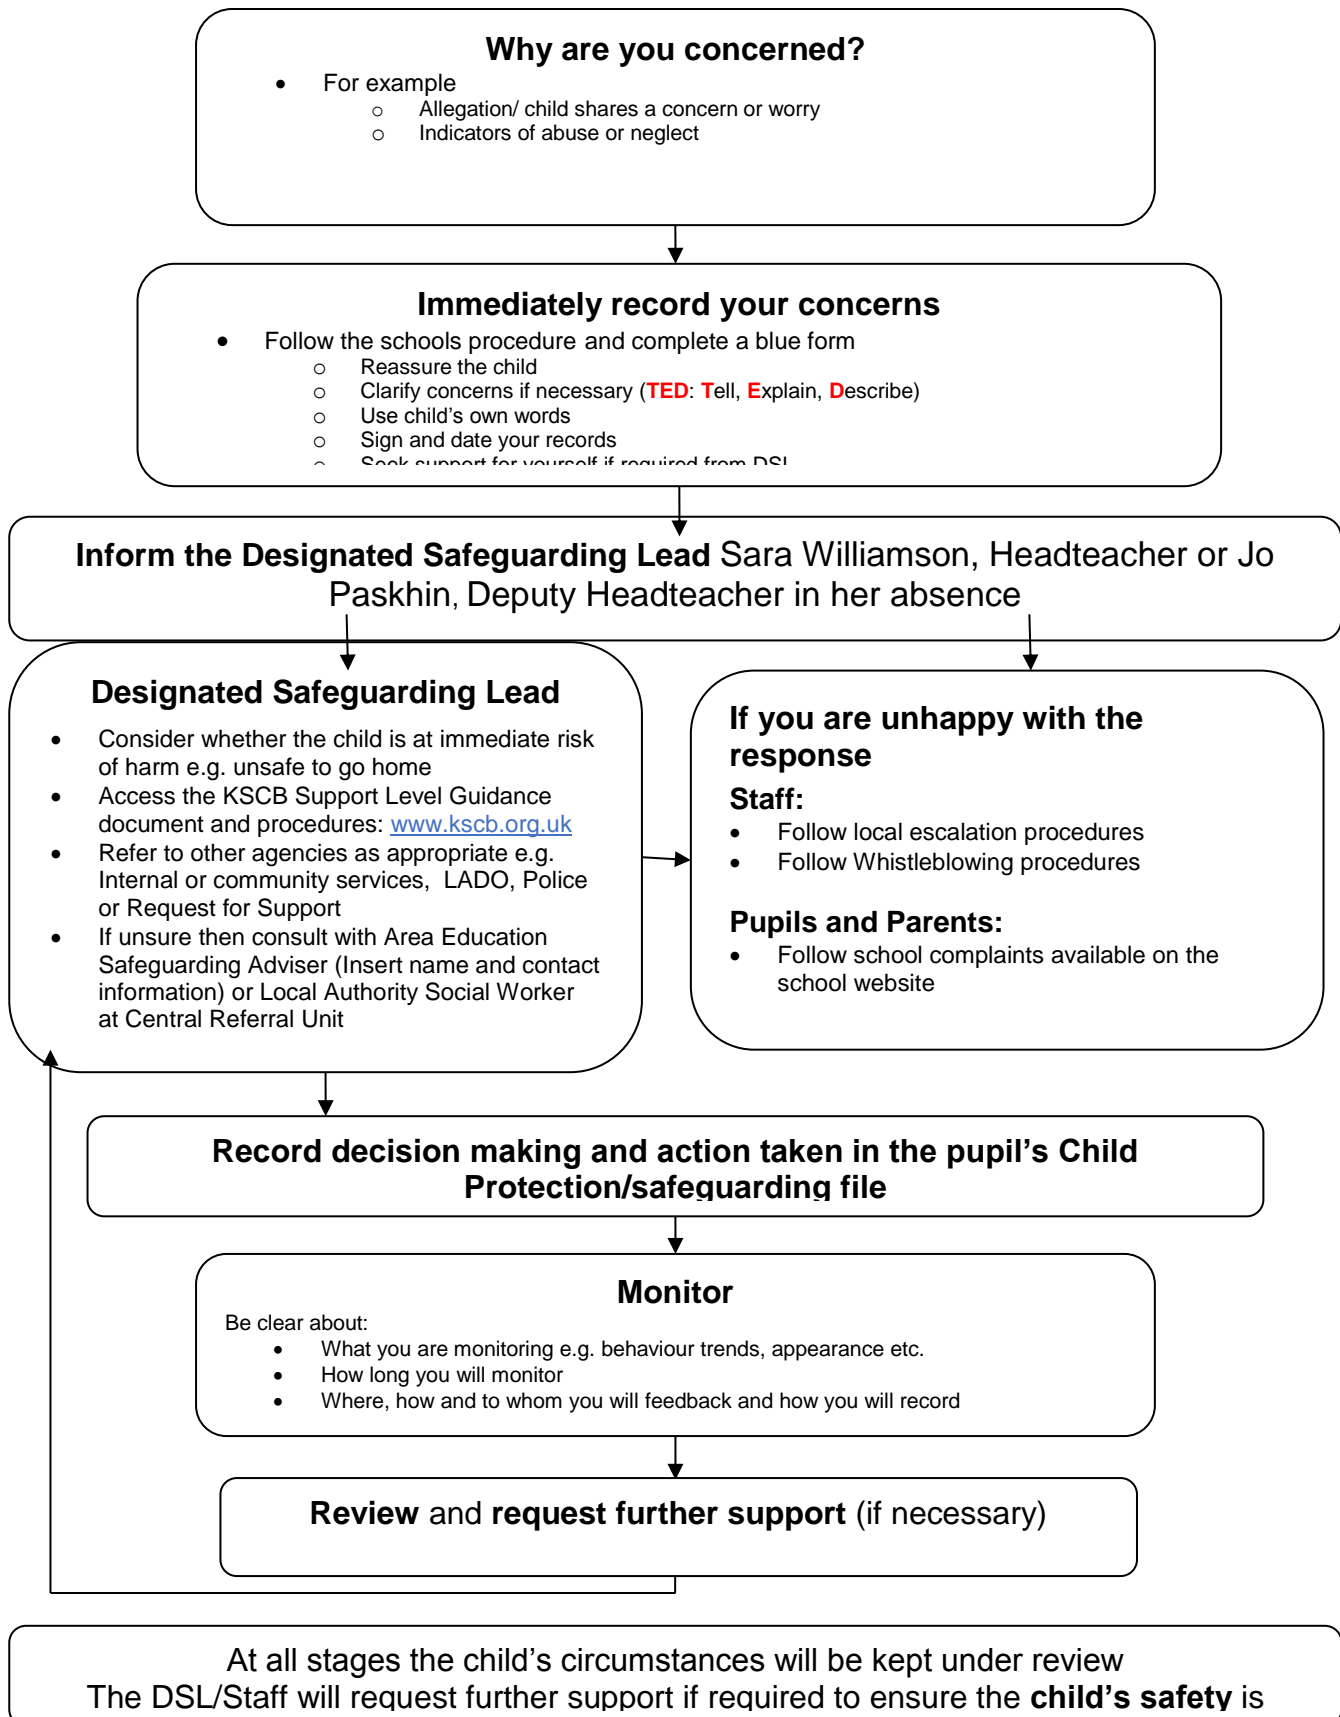 Why are you concerned?
• For example
o Allegation/ child shares a concern or worry
o Indicators of abuse or neglect
Immediately record your concerns
• Follow the schools procedure and complete a blue form
o Reassure the child
o Clarify concerns if necessary (TED: Tell, Explain, Describe)
o Use child's own words
o Sign and date your records
o Seek support for yourself if required from DSL
Inform the Designated Safeguarding Lead Sara Williamson, Headteacher or Jo
Paskhin, Deputy Headteacher in her absence
Designated Safeguarding Lead
• Consider whether the child is at immediate risk
of harm e.g. unsafe to go home
• Access the KSCB Support Level Guidance
document and procedures: www.kscb.org.uk
• Refer to other agencies as appropriate e.g.
Internal or community services, LADO, Police
or Request for Support
• If unsure then consult with Area Education
Safeguarding Adviser (Insert name and contact
information) or Local Authority Social Worker
at Central Referral Unit
If you are unhappy with the
response
Staff:
• Follow local escalation procedures
• Follow Whistleblowing procedures
Pupils and Parents:
• Follow school complaints available on the
school website
Record decision making and action taken in the pupil's Child
Protection/safeguarding file
Monitor
Be clear about:
• What you are monitoring e.g. behaviour trends, appearance etc.
• How long you will monitor
• Where, how and to whom you will feedback and how you will record
Review and request further support (if necessary)
At all stages the child's circumstances will be kept under review
The DSL/Staff will request further support if required to ensure the child's safety is